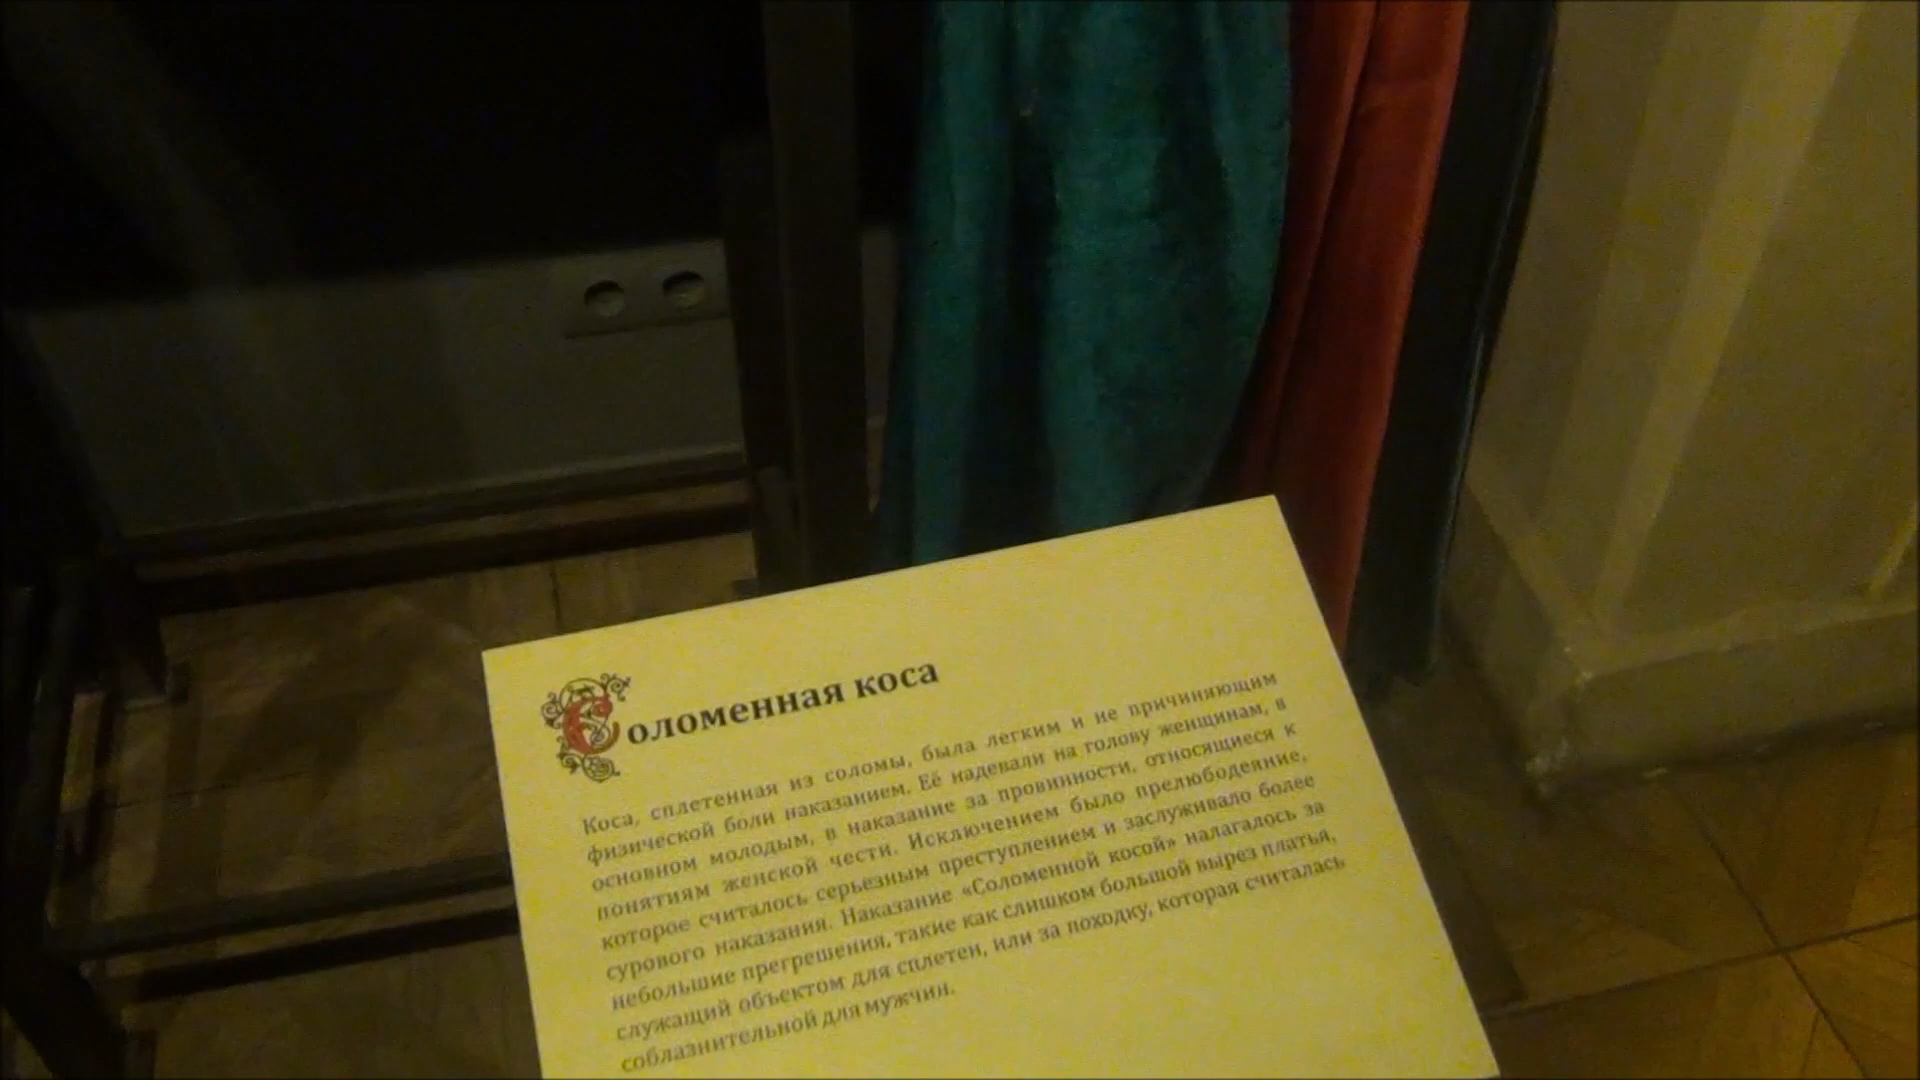 Соломенная коса
Коса, сплетенная из соломы, была легким и не причиняющим
физической боли наказанием. Её надевали на голову женщинам, в
основном молодым, в наказание за провинности, относящиеся к
понятиям женской чести. Исключением было прелюбодеяние,
которое считалось серьёзным преступлением и заслуживало более
сурового наказания. Наказание «Соломенной косой» налагалось за
небольшие прегрешения, такие как слишком большой вырез платья,
служащий объектом для сплетен, или за походку, которая считалась
соблазнительной для мужчин.